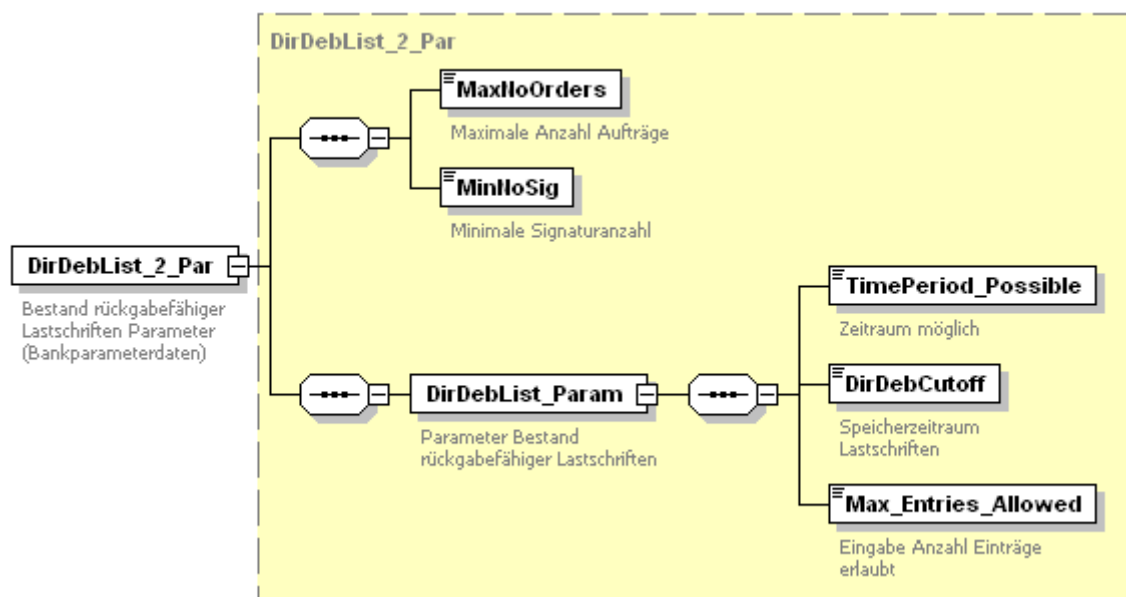 DirDebList_2_Par
MaxNoOrders
Maximale Anzahl Aufträge
MinNoSig
Minimale Signaturanzahl
DirDebList_2_Par
Bestand rückgabefähiger
Lastschriften Parameter
(Bankparameterdaten)
DirDebList_Param
Parameter Bestand
rückgabefähiger Lastschriften
TimePeriod_Possible
Zeitraum möglich
DirDebCutoff
Speicherzeitraum
Lastschriften
Max_Entries_Allowed
Eingabe Anzahl Einträge
erlaubt